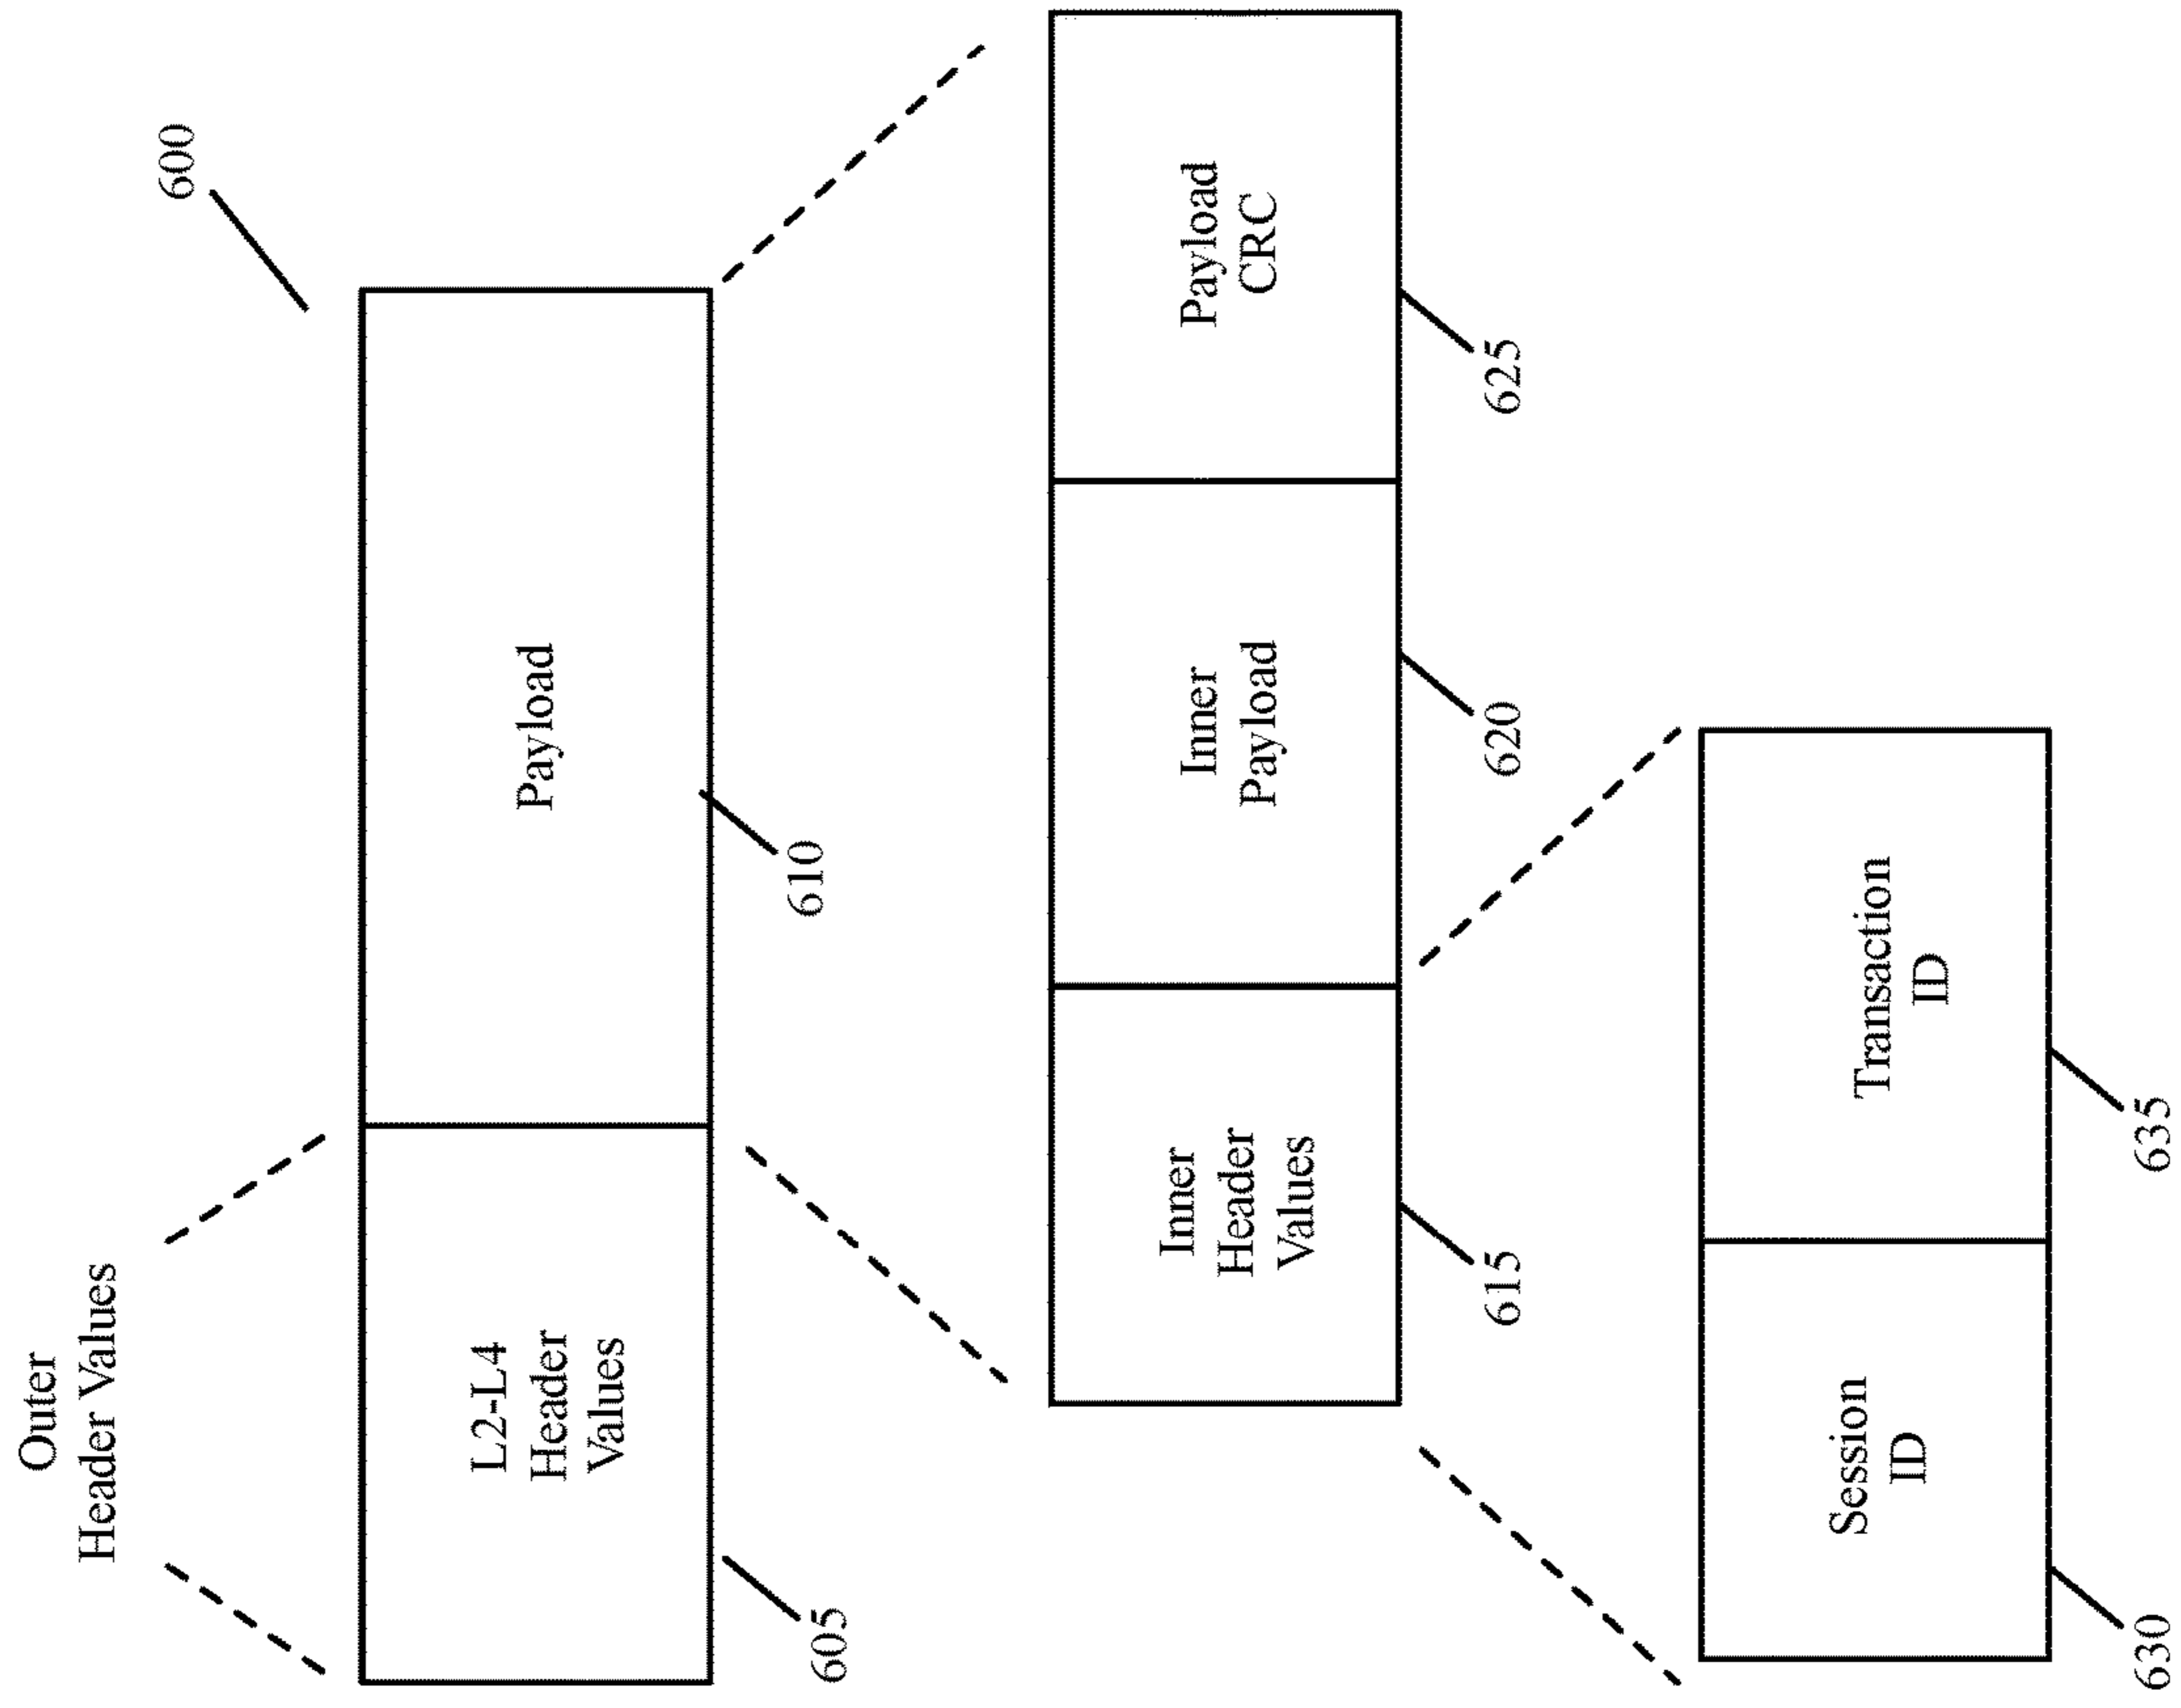 Outer
Header Values
600
L2-L4
Header
Values
Payload
605
610
Inner
Header
Values
Inner
Payload
Payload
CRC
615
620
625
Session
ID
Transaction
ID
630
635